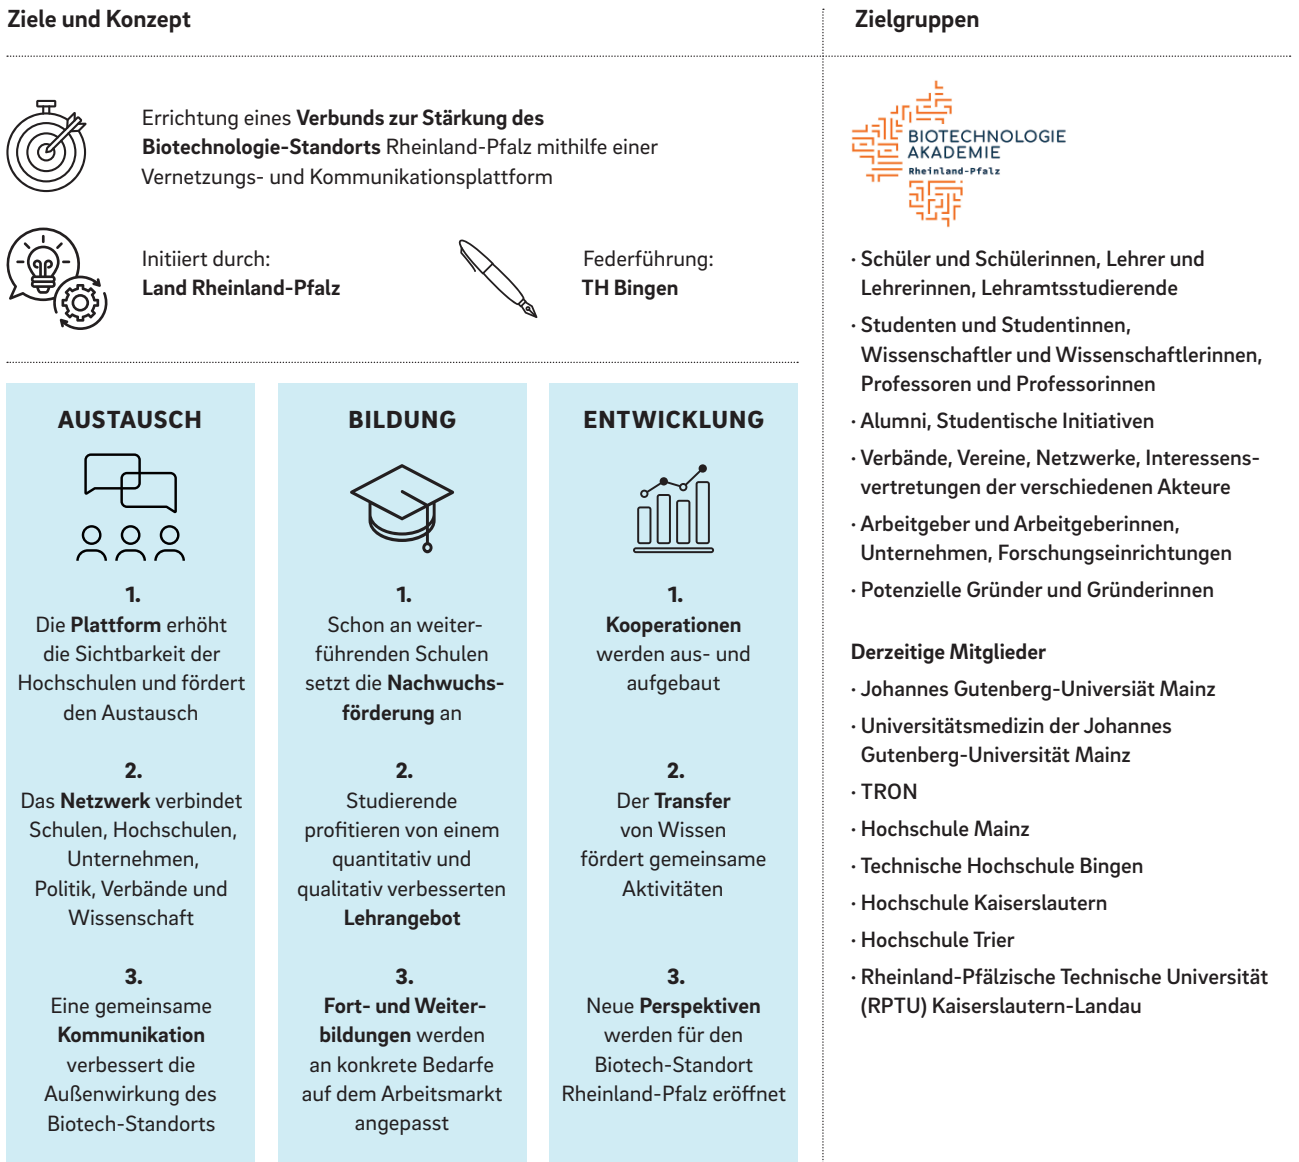 Ziele und Konzept
Errichtung eines Verbunds zur Stärkung des
Biotechnologie-Standorts Rheinland-Pfalz mithilfe einer
Vernetzungs- und Kommunikationsplattform
Initiiert durch:
Land Rheinland-Pfalz
Federführung:
TH Bingen
AUSTAUSCH
1.
Die Plattform erhöht
die Sichtbarkeit der
Hochschulen und fördert
den Austausch
2.
Das Netzwerk verbindet
Schulen, Hochschulen,
Unternehmen,
Politik, Verbände und
Wissenschaft
3.
Eine gemeinsame
Kommunikation
verbessert die
Außenwirkung des
Biotech-Standorts
BILDUNG
1.
Schon an weiter-
führenden Schulen
setzt die Nachwuchs-
förderung an
2.
Studierende
profitieren von einem
quantitativ und
qualitativ verbesserten
Lehrangebot
3.
Fort- und Weiter-
bildungen werden
an konkrete Bedarfe
auf dem Arbeitsmarkt
angepasst
ENTWICKLUNG
1.
Kooperationen
werden aus- und
aufgebaut
2.
Der Transfer
von Wissen
fördert gemeinsame
Aktivitäten
3.
Neue Perspektiven
werden für den
Biotech-Standort
Rheinland-Pfalz eröffnet
Zielgruppen
BIOTECHNOLOGIE
AKADEMIE
Rheinland-Pfalz
· Schüler und Schülerinnen, Lehrer und
Lehrerinnen, Lehramtsstudierende
· Studenten und Studentinnen,
Wissenschaftler und Wissenschaftlerinnen,
Professoren und Professorinnen
· Alumni, Studentische Initiativen
· Verbände, Vereine, Netzwerke, Interessens-
vertretungen der verschiedenen Akteure
· Arbeitgeber und Arbeitgeberinnen,
Unternehmen, Forschungseinrichtungen
· Potenzielle Gründer und Gründerinnen
Derzeitige Mitglieder
· Johannes Gutenberg-Universiät Mainz
· Universitätsmedizin der Johannes
Gutenberg-Universität Mainz
· TRON
· Hochschule Mainz
· Technische Hochschule Bingen
· Hochschule Kaiserslautern
· Hochschule Trier
· Rheinland-Pfälzische Technische Universität
(RPTU) Kaiserslautern-Landau